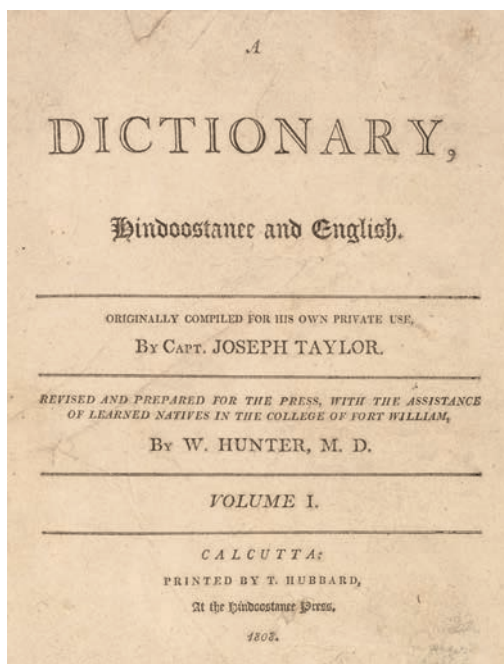 A
DICTIONARY,
Hindoostanee and English.
ORIGINALLY COMPILED FOR HIS OWN PRIVATE USE,
BY CAPT. JOSEPH TAYLOR.
REVISED AND PREPARED FOR THE PRESS, WITH THE ASSISTANCE
OF LEARNED NATIVES IN THE COLLEGE OF FORT WILLIAM,
BY W. HUNTER, M. D.
VOLUME I.
CALCUTTA:
PRINTED BY T. HUBBARD,
At the Hindoostanee Press.
1808.